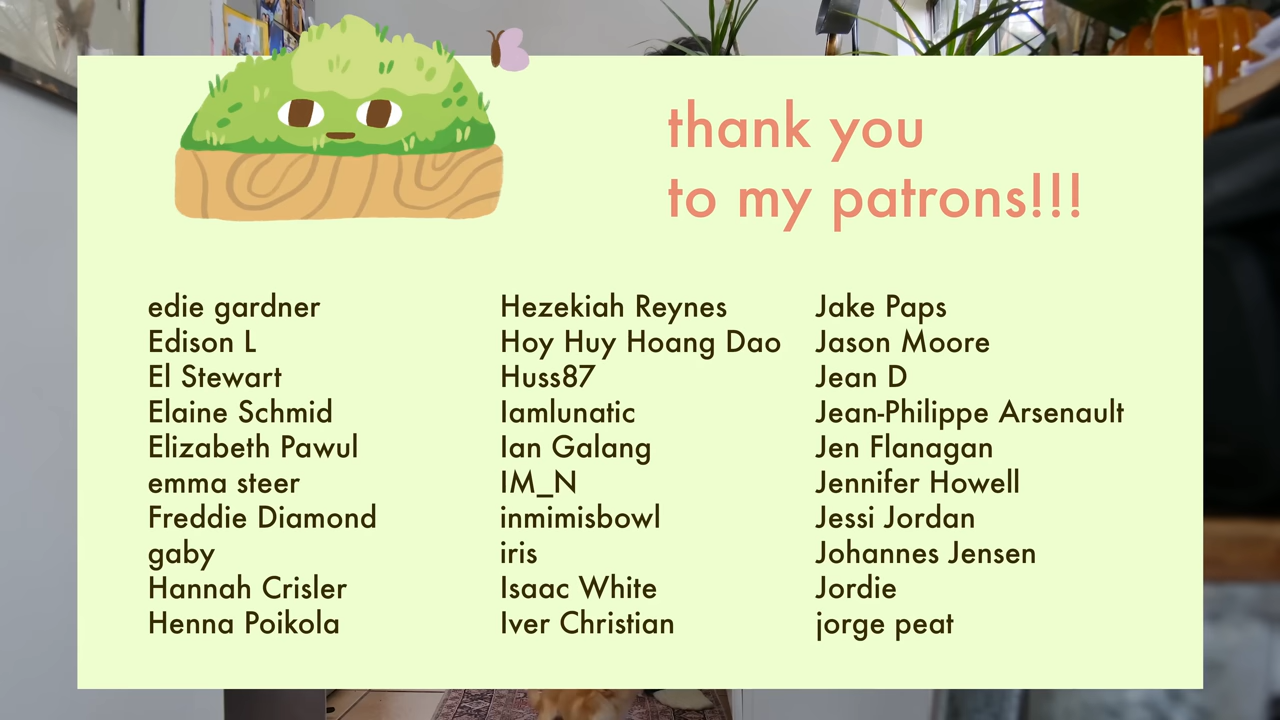 thank you
to my patrons!!!
edie gardner
Edison L
El Stewart
Elaine Schmid
Elizabeth Pawul
emma steer
Freddie Diamond
gaby
Hannah Crisler
Henna Poikola
Hezekiah Reynes
Hoy Huy Hoang Dao
Huss87
Iamlunatic
Ian Galang
IM_N
inmimisbowl
iris
Isaac White
Iver Christian
Jake Paps
Jason Moore
Jean D
Jean-Philippe Arsenault
Jen Flanagan
Jennifer Howell
Jessi Jordan
Johannes Jensen
Jordie
jorge peat